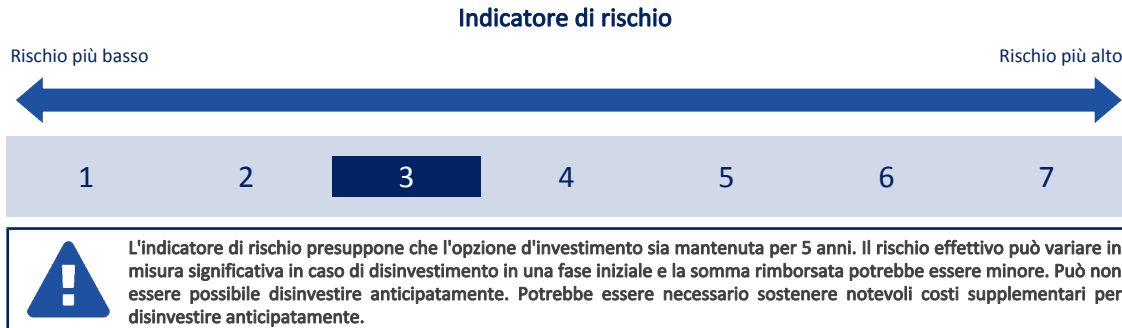 Indicatore di rischio
Rischio più basso
Rischio più alto
1 2 3 4 5 6 7
L'indicatore di rischio presuppone che l'opzione d'investimento sia mantenuta per 5 anni. Il rischio effettivo può variare in
misura significativa in caso di disinvestimento in una fase iniziale e la somma rimborsata potrebbe essere minore. Può non
essere possibile disinvestire anticipatamente. Potrebbe essere necessario sostenere notevoli costi supplementari per
disinvestire anticipatamente.